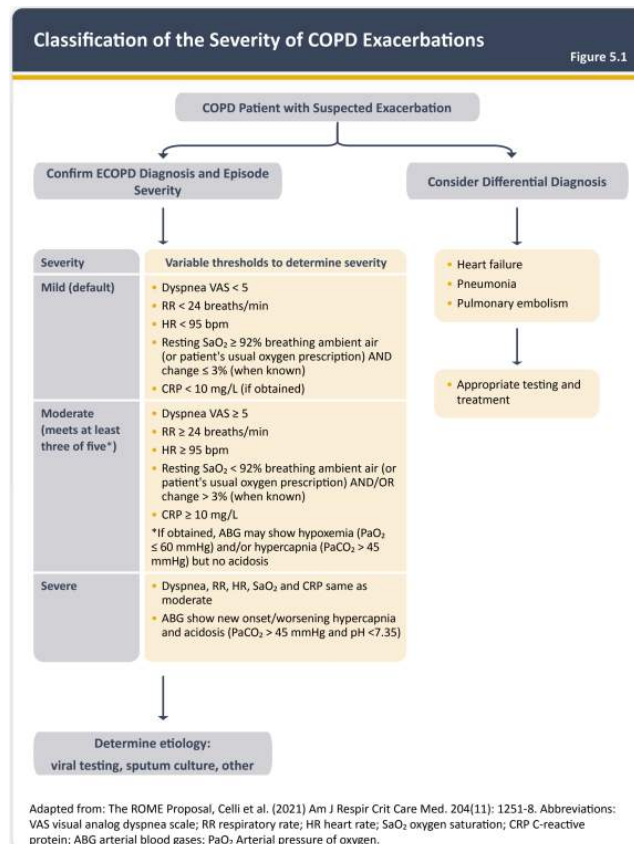 Classification of the Severity of COPD Exacerbations
Figure 5.1
COPD Patient with Suspected Exacerbation
Confirm ECOPD Diagnosis and Episode
Severity
Consider Differential Diagnosis
Severity
Variable thresholds to determine severity
Mild (default)
• Dyspnea VAS < 5
• RR < 24 breaths/min
• HR < 95 bpm
• Resting SaO₂ ≥ 92% breathing ambient air
(or patient's usual oxygen prescription) AND
change ≤ 3% (when known)
• CRP < 10 mg/L (if obtained)
Moderate
(meets at least
three of five*)
• Dyspnea VAS ≥ 5
• RR ≥ 24 breaths/min
• HR ≥ 95 bpm
• Resting SaO₂ < 92% breathing ambient air (or
patient's usual oxygen prescription) AND/OR
change > 3% (when known)
• CRP ≥ 10 mg/L
*If obtained, ABG may show hypoxemia (PaO₂
≤ 60 mmHg) and/or hypercapnia (PaCO₂ > 45
mmHg) but no acidosis
Severe
• Dyspnea, RR, HR, SaO₂ and CRP same as
moderate
• ABG show new onset/worsening hypercapnia
and acidosis (PaCO₂ > 45 mmHg and pH <7.35)
• Heart failure
• Pneumonia
• Pulmonary embolism
• Appropriate testing and
treatment
Determine etiology:
viral testing, sputum culture, other
Adapted from: The ROME Proposal, Celli et al. (2021) Am J Respir Crit Care Med. 204(11): 1251-8. Abbreviations:
VAS visual analog dyspnea scale; RR respiratory rate; HR heart rate; SaO₂ oxygen saturation; CRP C-reactive
protein; ABG arterial blood gases; PaO₂ Arterial pressure of oxygen.